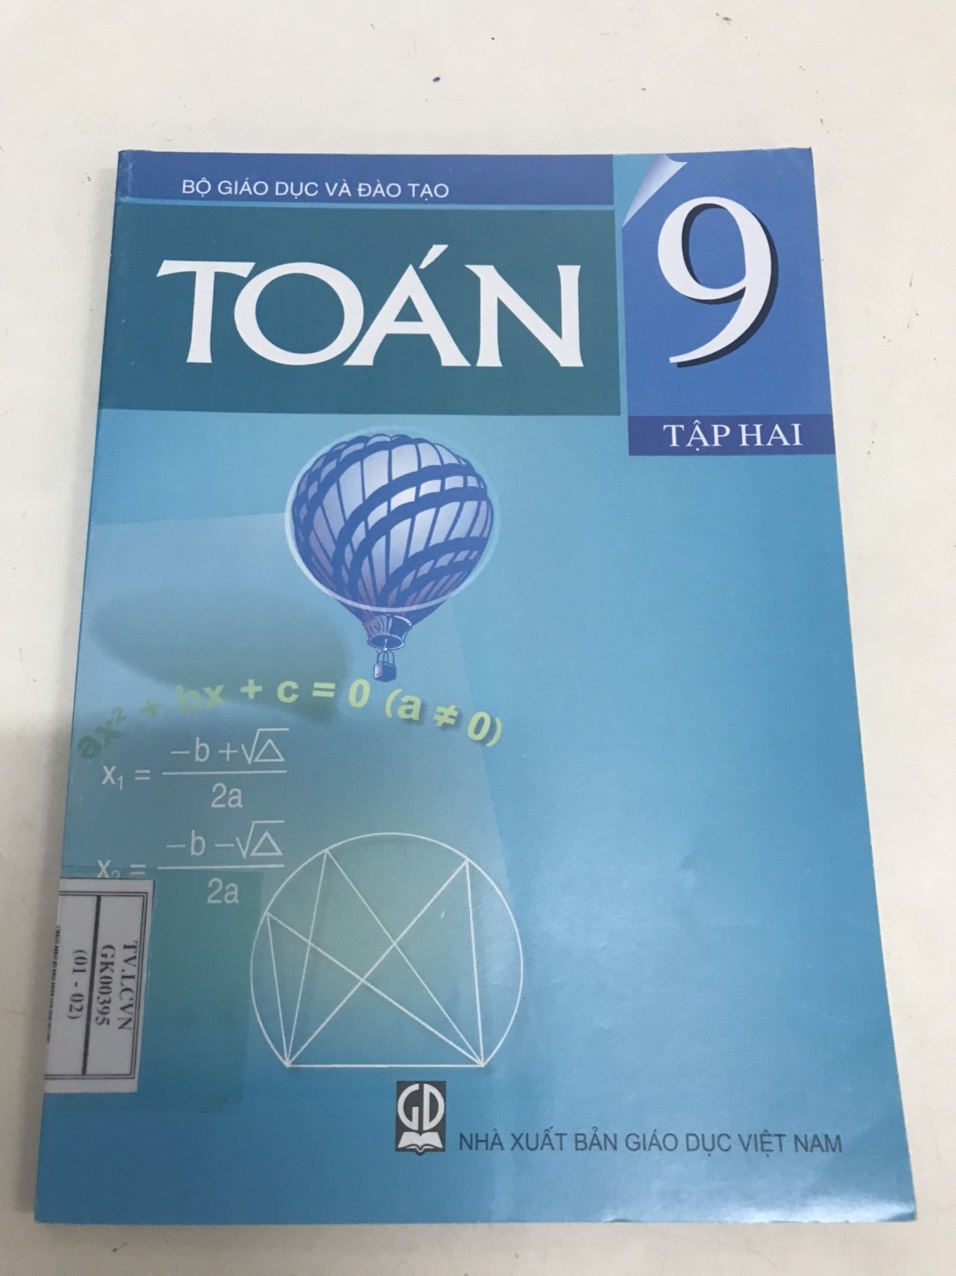 BỘ GIÁO DỤC VÀ ĐÀO TẠO
TOÁN
9
TẬP HAI
ax² + bx + c = 0 (a ≠ 0)
x₁ = (−b + √△) / 2a
x₂ = (−b − √△) / 2a
TV.LCVN
GK00395
(01 - 02)
GD
NHÀ XUẤT BẢN GIÁO DỤC VIỆT NAM